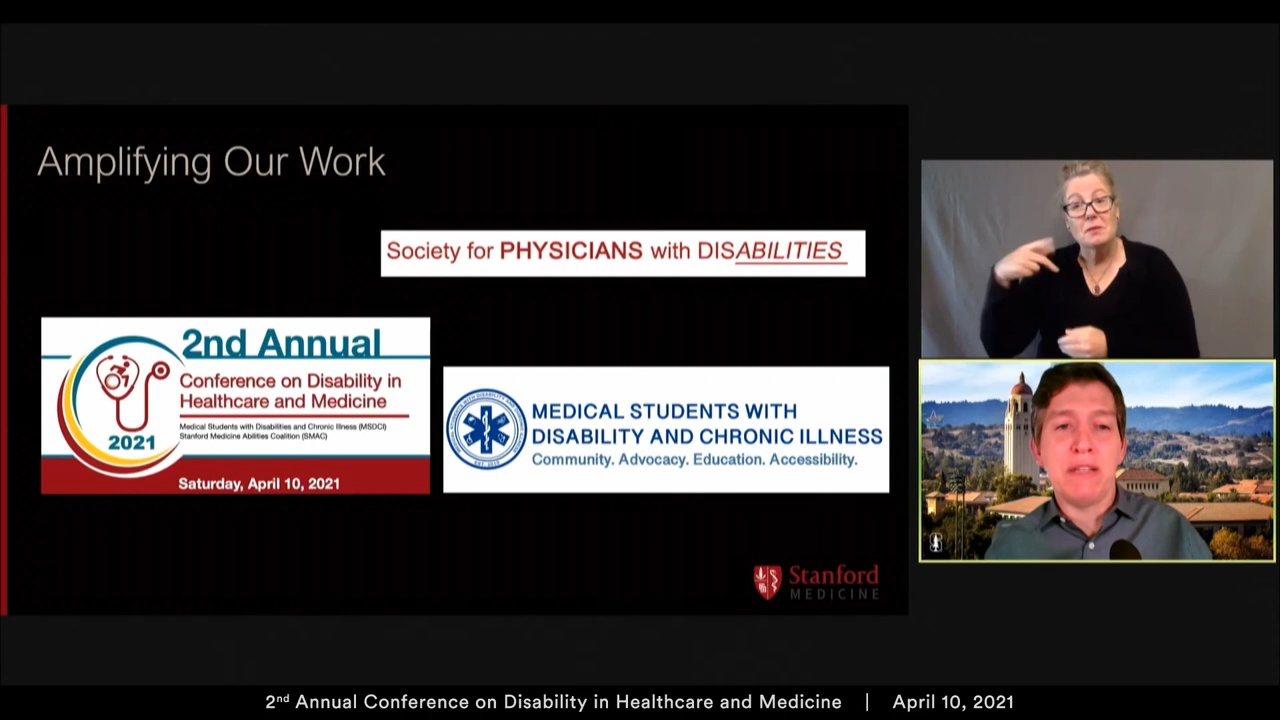 Amplifying Our Work
Society for PHYSICIANS with DISABILITIES
2nd Annual
Conference on Disability in
Healthcare and Medicine
Medical Students with Disabilities and Chronic Illness (MSDCI)
Stanford Medicine Abilities Coalition (SMAC)
2021
Saturday, April 10, 2021
MEDICAL STUDENTS WITH
DISABILITY AND CHRONIC ILLNESS
Community. Advocacy. Education. Accessibility.
Stanford
MEDICINE
2nd Annual Conference on Disability in Healthcare and Medicine | April 10, 2021